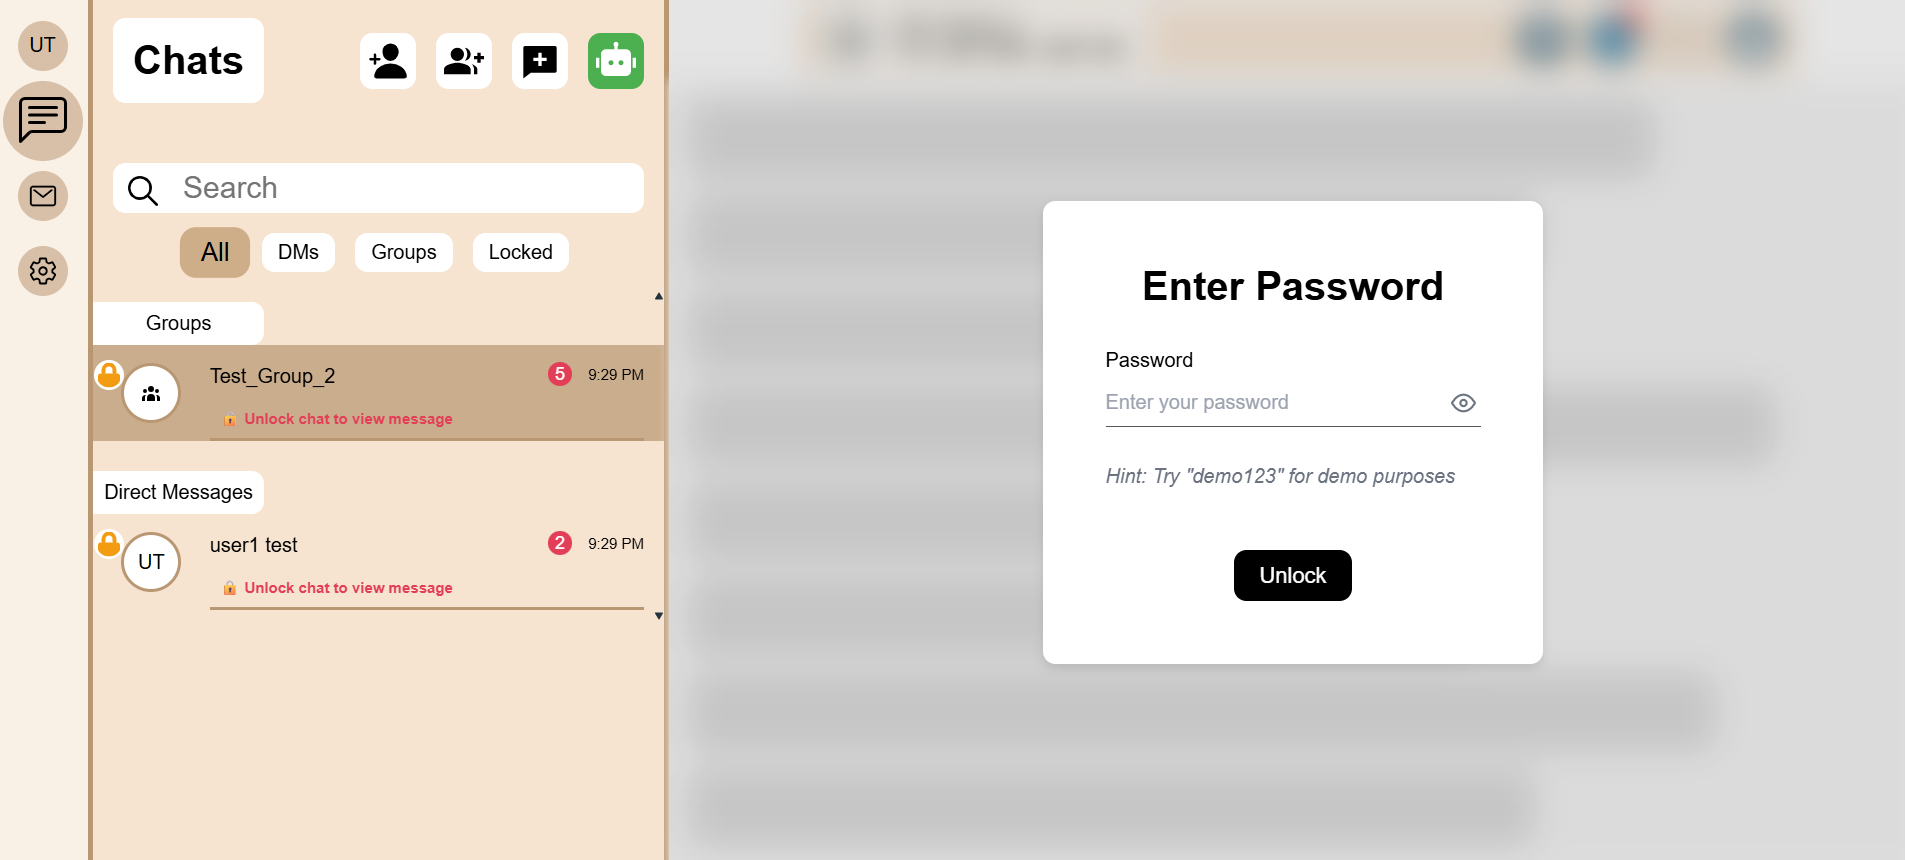 UT
Chats
Search
All
DMs
Groups
Locked
Groups
Test_Group_2
5
9:29 PM
Unlock chat to view message
Direct Messages
UT
user1 test
2
9:29 PM
Unlock chat to view message
Enter Password
Password
Enter your password
Hint: Try "demo123" for demo purposes
Unlock